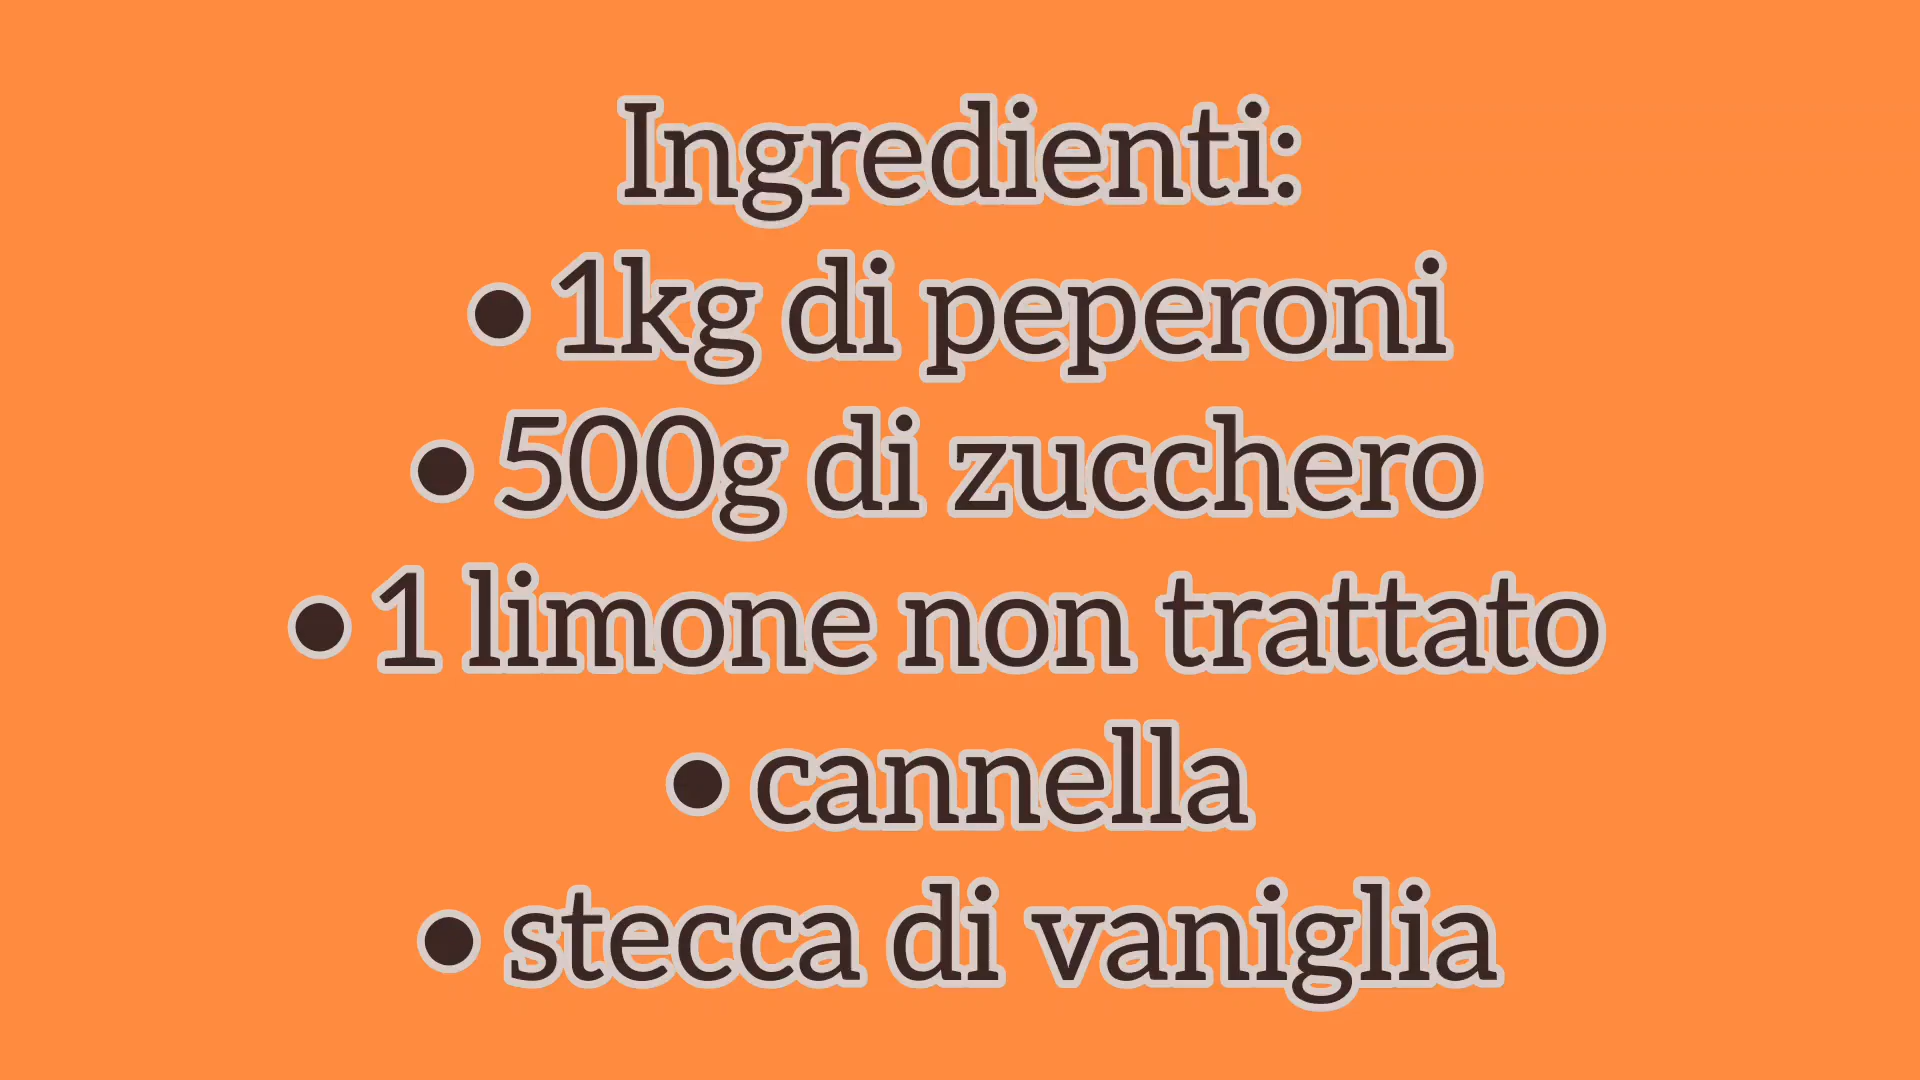 Ingredienti:
• 1kg di peperoni
• 500g di zucchero
• 1 limone non trattato
• cannella
• stecca di vaniglia